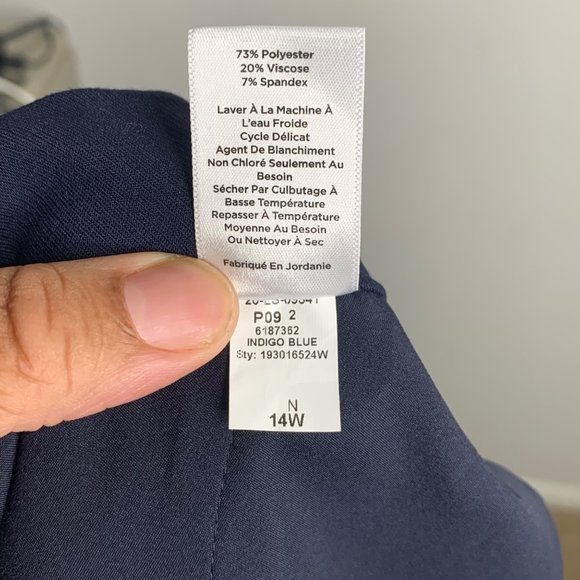 73% Polyester
20% Viscose
7% Spandex
Laver À La Machine À
L'eau Froide
Cycle Délicat
Agent De Blanchiment
Non Chloré Seulement Au
Besoin
Sécher Par Culbutage À
Basse Température
Repasser À Température
Moyenne Au Besoin
Ou Nettoyer À Sec
Fabriqué En Jordanie
P09 2
6187362
INDIGO BLUE
Sty: 193016524W
N
14W